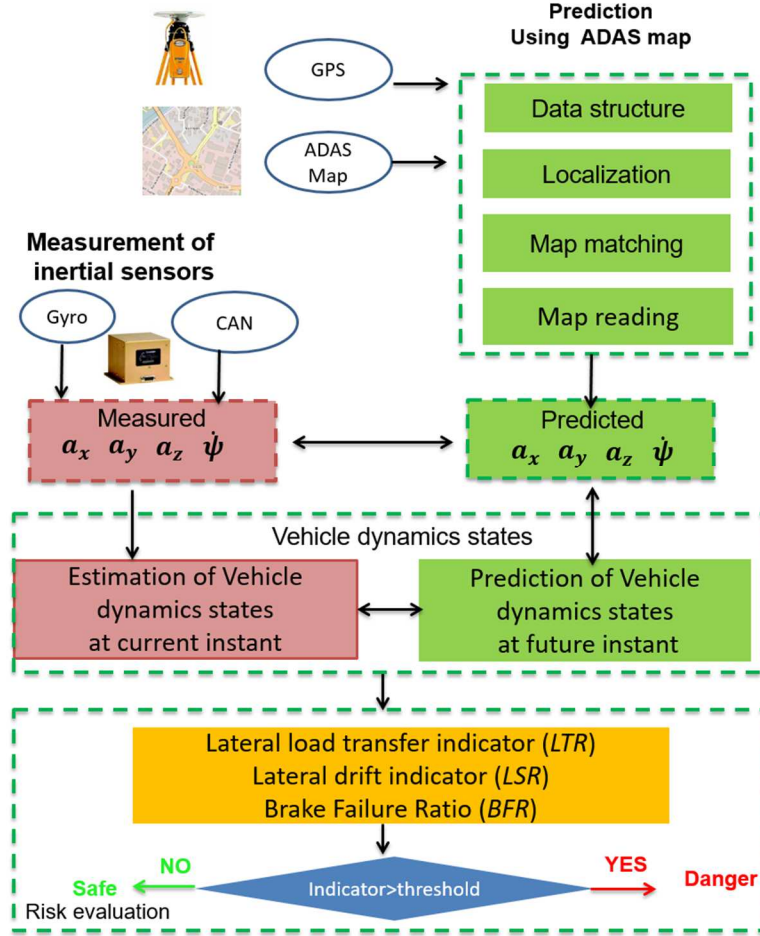 Prediction
Using ADAS map
GPS
ADAS
Map
Data structure
Localization
Map matching
Map reading
Measurement of
inertial sensors
Gyro
CAN
Measured
a_x a_y a_z ψ̇
Predicted
a_x a_y a_z ψ̇
Vehicle dynamics states
Estimation of Vehicle
dynamics states
at current instant
Prediction of Vehicle
dynamics states
at future instant
Lateral load transfer indicator (LTR)
Lateral drift indicator (LSR)
Brake Failure Ratio (BFR)
Indicator>threshold
NO
Safe
YES
Danger
Risk evaluation